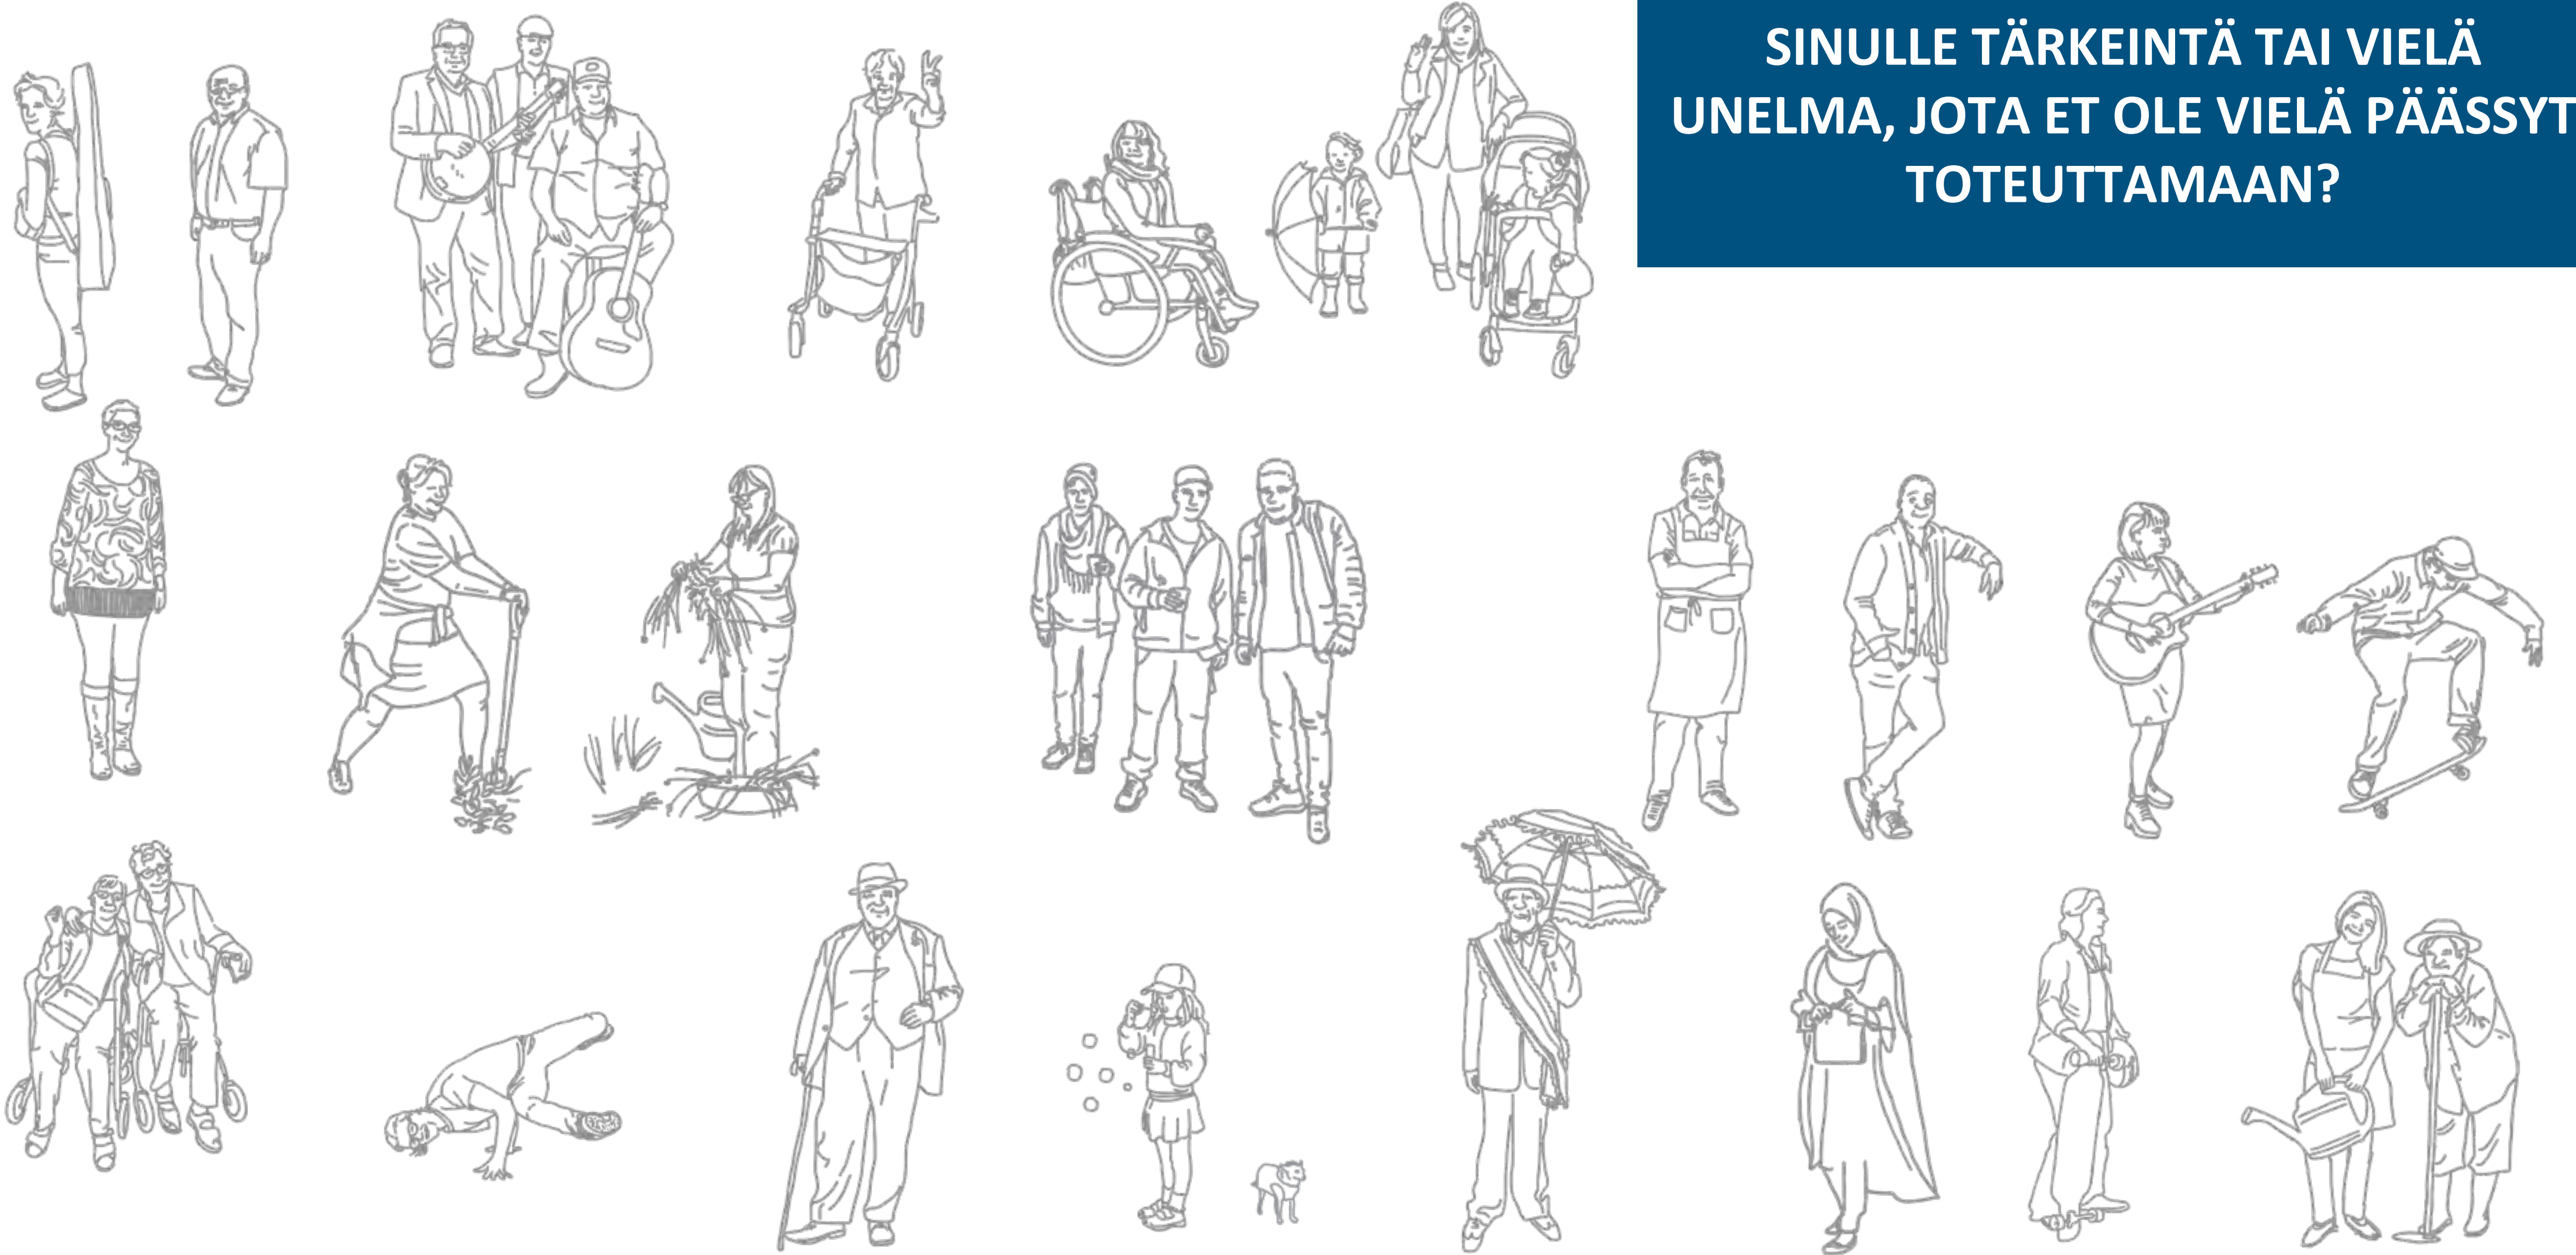 SINULLE TÄRKEINTÄ TAI VIELÄ
UNELMA, JOTA ET OLE VIELÄ PÄÄSSYT
TOTEUTTAMAAN?